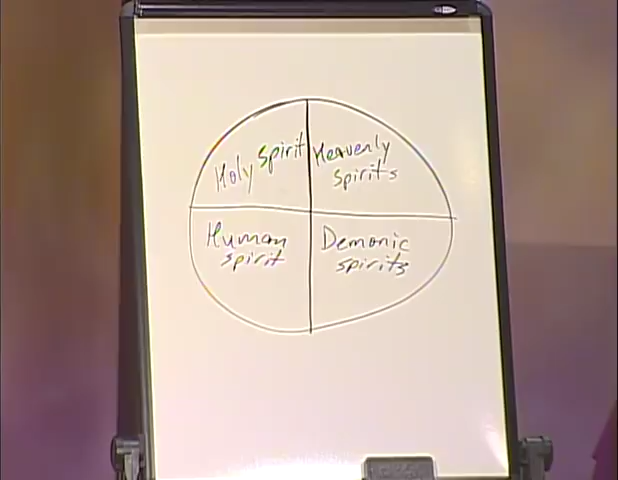 Holy spirit
Heavenly
spirits
Human
spirit
Demonic
spirits